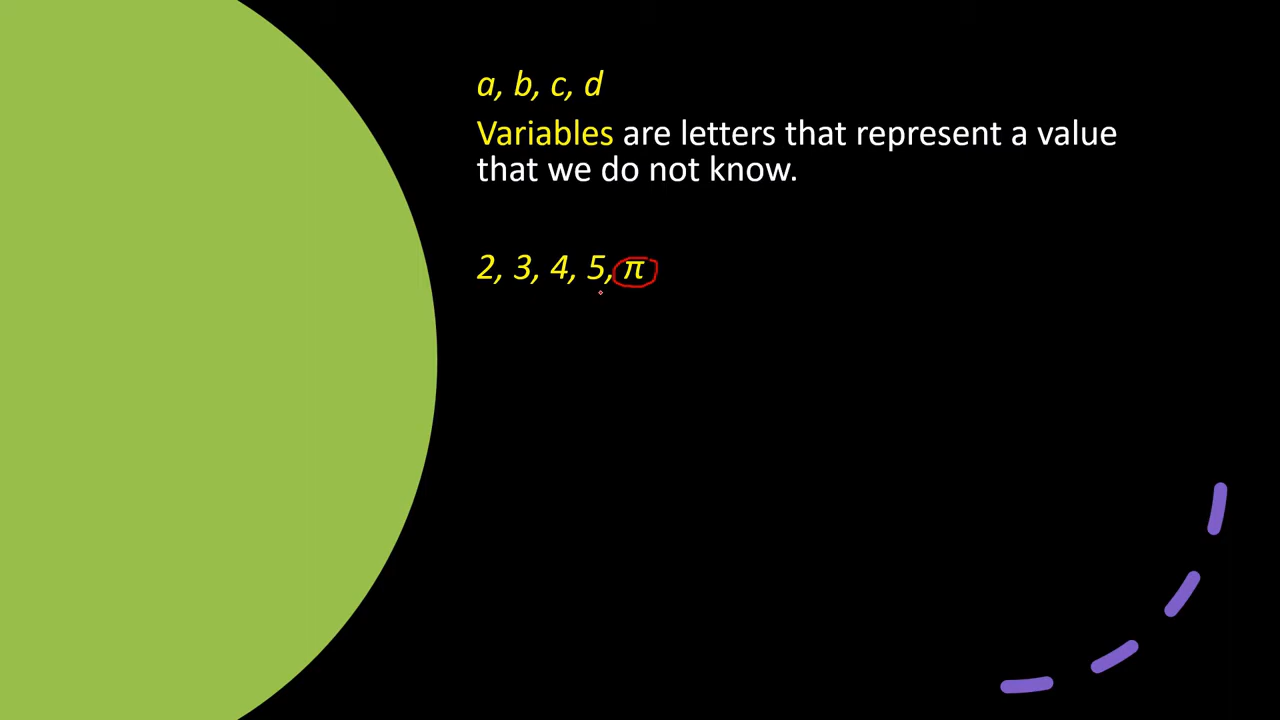 a, b, c, d
Variables are letters that represent a value
that we do not know.
2, 3, 4, 5, π